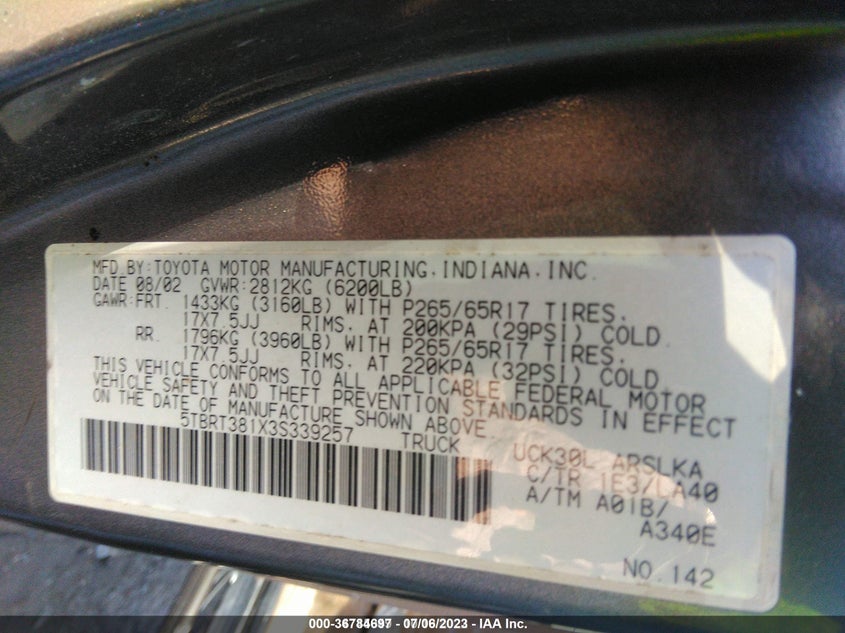 MFD BY:TOYOTA MOTOR MANUFACTURING, INDIANA, INC.
DATE 08/02 GVWR:2812KG (6200LB)
GAWR:FRT. 1433KG (3160LB) WITH P265/65R17 TIRES.
17X7.5JJ RIMS. AT 200KPA (29PSI) COLD.
RR. 1796KG (3960LB) WITH P265/65R17 TIRES.
17X7.5JJ RIMS. AT 220KPA (32PSI) COLD.
THIS VEHICLE CONFORMS TO ALL APPLICABLE FEDERAL MOTOR
VEHICLE SAFETY AND THEFT PREVENTION STANDARDS IN EFFECT
ON THE DATE OF MANUFACTURE SHOWN ABOVE.
5TBRT381X3S339257 TRUCK
UCK30L ARSLKA
C/TR 1E3/LA40
A/TM A01B/
A340E
NO.142
000-36784697 - 07/06/2023 - IAA Inc.